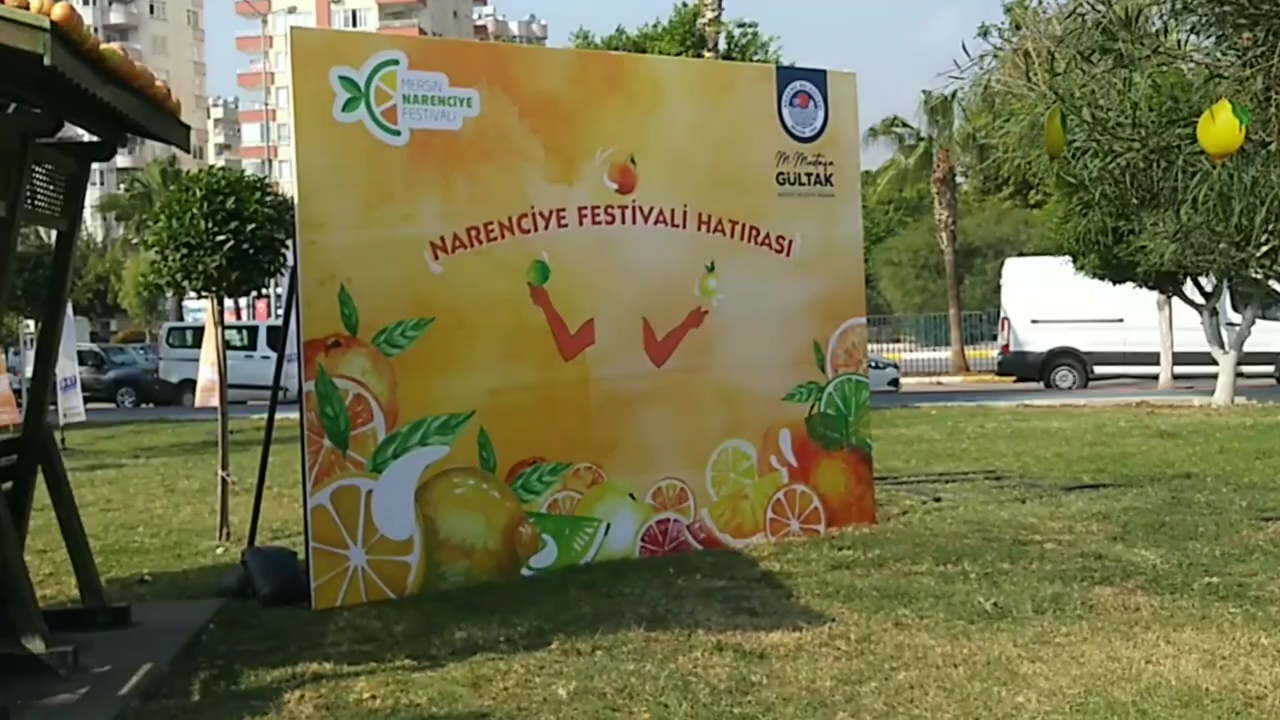 MERSİN
NARENCİYE
FESTİVALİ
M. Mustafa
GÜLTAK
NARENCİYE FESTİVALİ HATIRASI